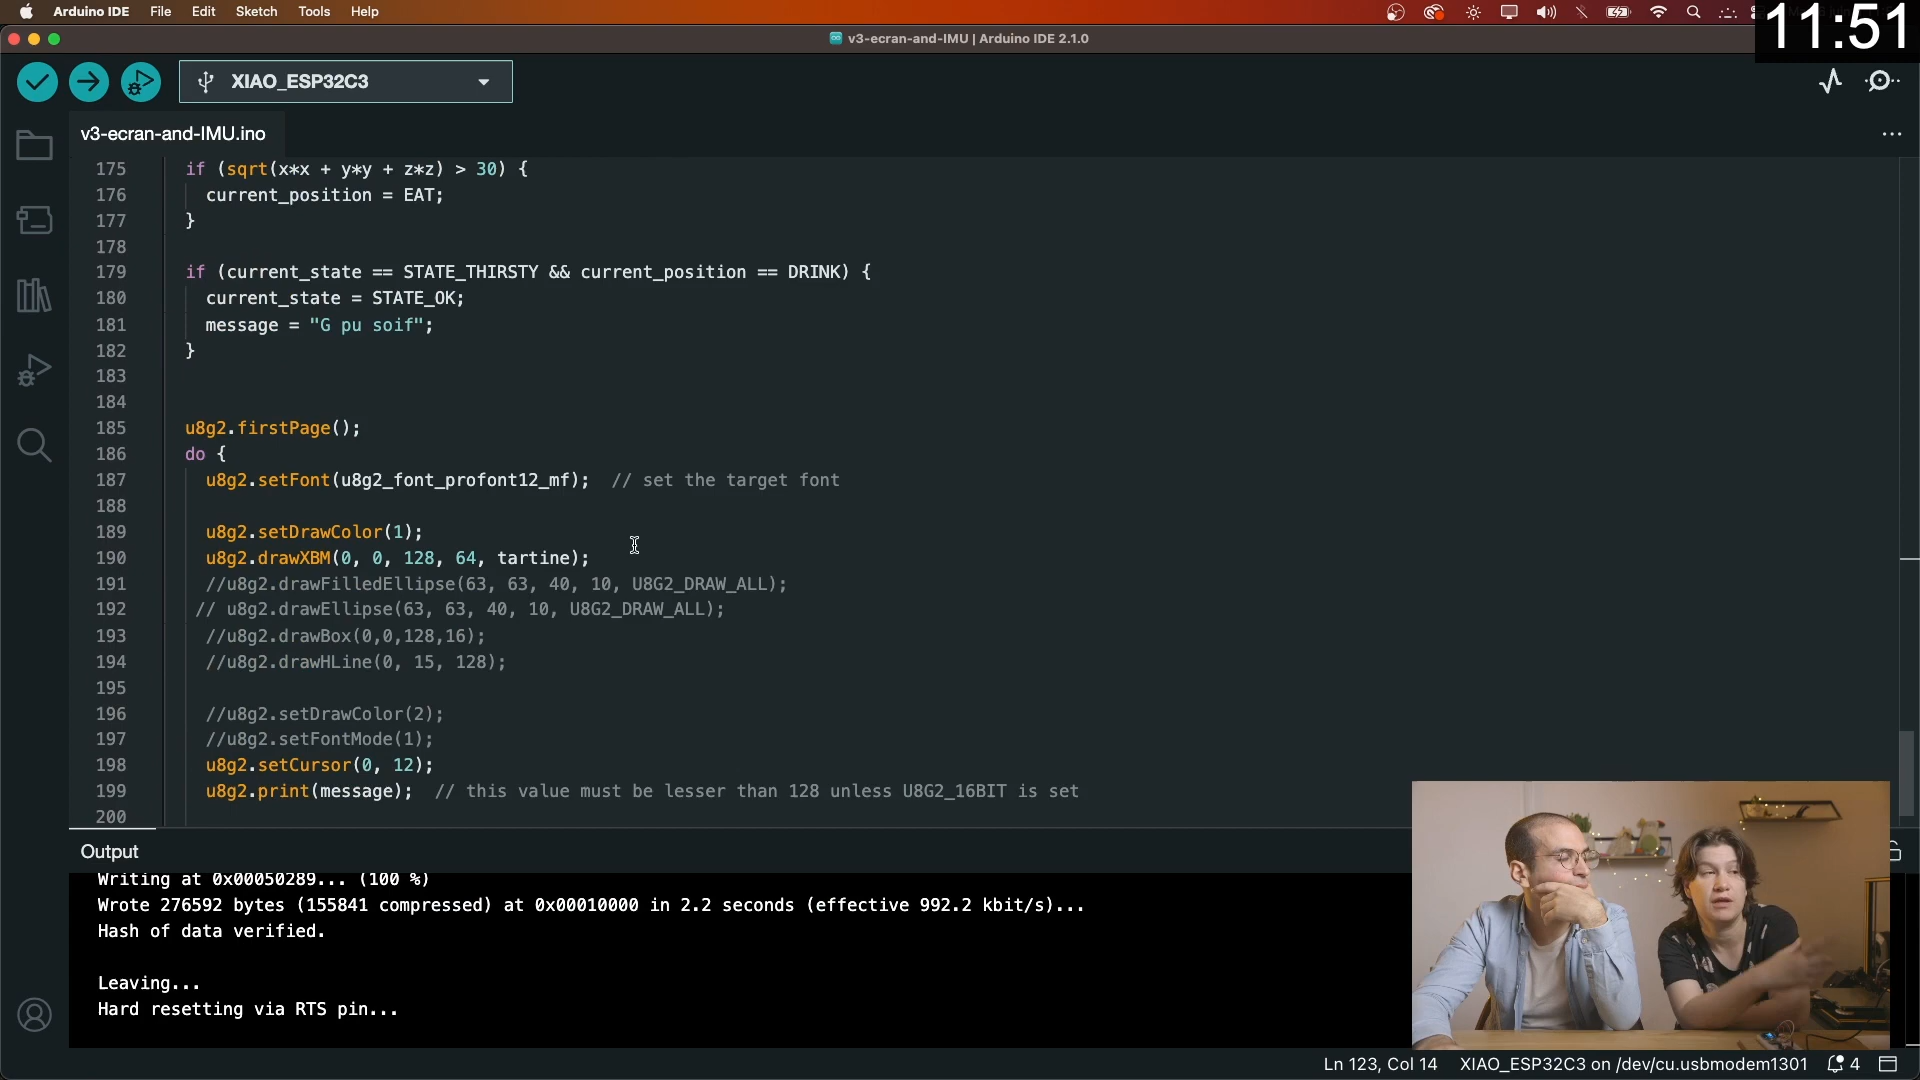 Arduino IDE File Edit Sketch Tools Help
11:51
v3-ecran-and-IMU | Arduino IDE 2.1.0
XIAO_ESP32C3
v3-ecran-and-IMU.ino
175 if (sqrt(x*x + y*y + z*z) > 30) {
176 current_position = EAT;
177 }
178
179 if (current_state == STATE_THIRSTY && current_position == DRINK) {
180 current_state = STATE_OK;
181 message = "G pu soif";
182 }
183
184
185 u8g2.firstPage();
186 do {
187 u8g2.setFont(u8g2_font_profont12_mf); // set the target font
188
189 u8g2.setDrawColor(1);
190 u8g2.drawXBM(0, 0, 128, 64, tartine);
191 //u8g2.drawFilledEllipse(63, 63, 40, 10, U8G2_DRAW_ALL);
192 // u8g2.drawEllipse(63, 63, 40, 10, U8G2_DRAW_ALL);
193 //u8g2.drawBox(0,0,128,16);
194 //u8g2.drawHLine(0, 15, 128);
195
196 //u8g2.setDrawColor(2);
197 //u8g2.setFontMode(1);
198 u8g2.setCursor(0, 12);
199 u8g2.print(message); // this value must be lesser than 128 unless U8G2_16BIT is set
200
Output
Writing at 0x00050289... (100 %)
Wrote 276592 bytes (155841 compressed) at 0x00010000 in 2.2 seconds (effective 992.2 kbit/s)...
Hash of data verified.
Leaving...
Hard resetting via RTS pin...
Ln 123, Col 14 XIAO_ESP32C3 on /dev/cu.usbmodem1301 4